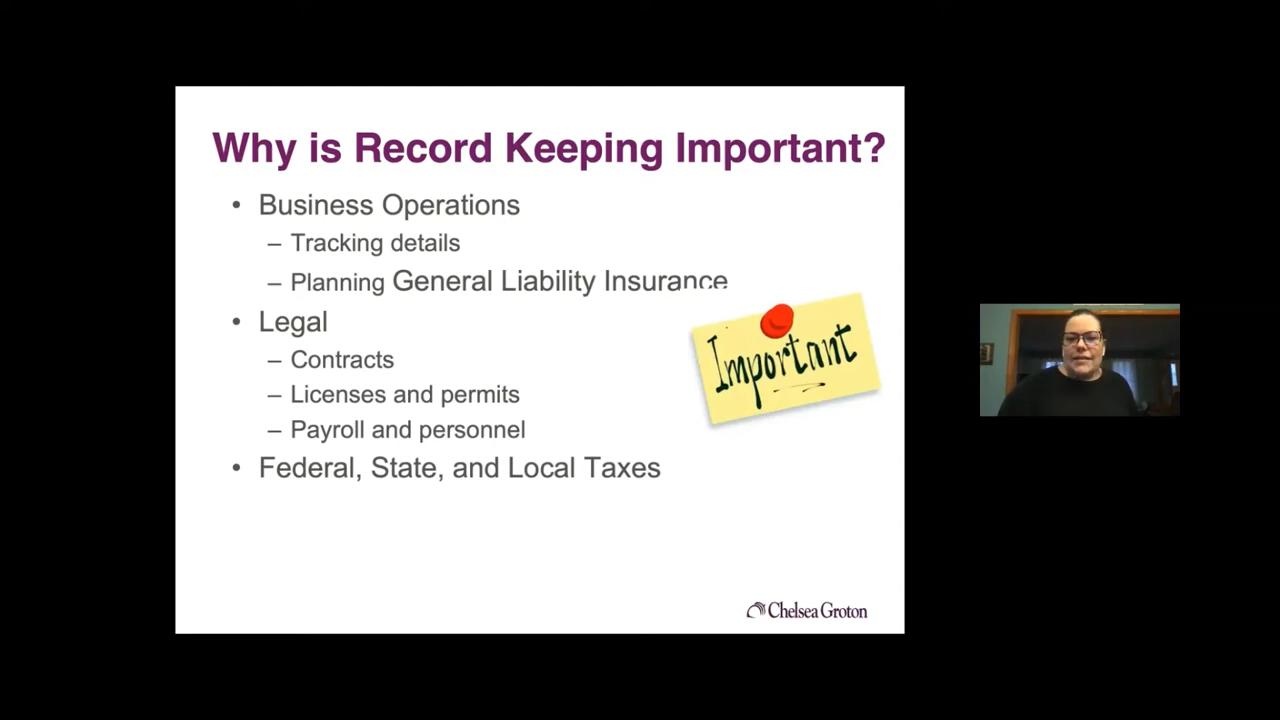 Why is Record Keeping Important?
• Business Operations
– Tracking details
– Planning General Liability Insurance
• Legal
– Contracts
– Licenses and permits
– Payroll and personnel
Important
• Federal, State, and Local Taxes
Chelsea Groton